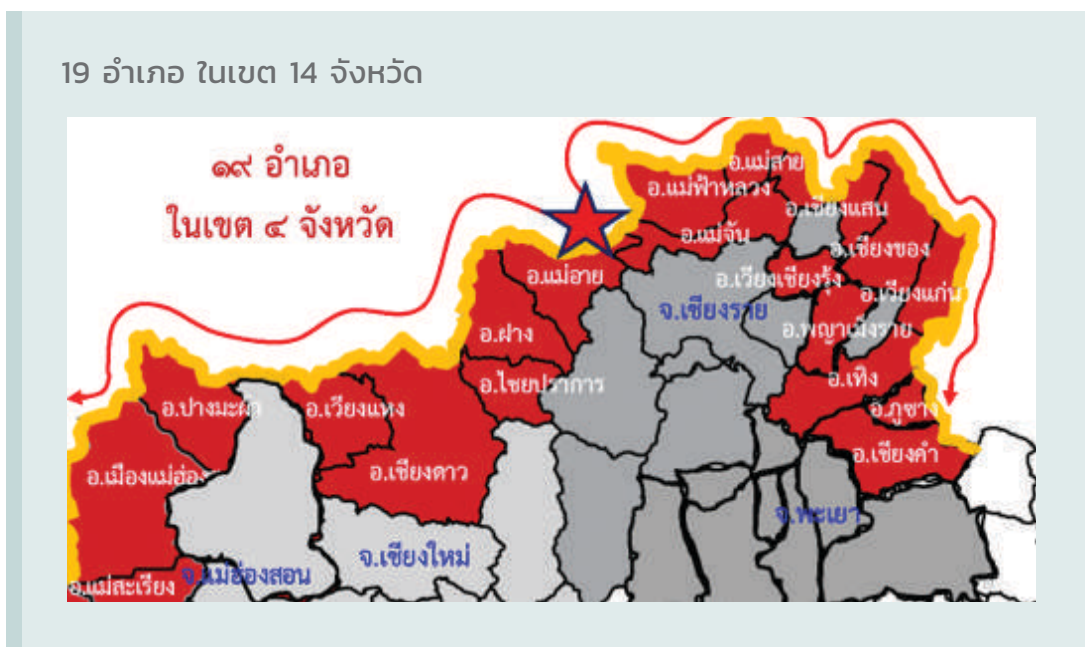 19 อำเภอ ในเขต 14 จังหวัด
๑๙ อำเภอ
ในเขต ๔ จังหวัด
อ.แม่สาย
อ.แม่ฟ้าหลวง
อ.เชียงแสน
อ.แม่จัน
อ.เชียงของ
อ.แม่อาย
อ.เวียงเชียงรุ้ง
อ.เวียงแก่น
จ.เชียงราย
อ.ฝาง
อ.พญาเม็งราย
อ.ไชยปราการ
อ.เทิง
อ.ปางมะผ้า
อ.เวียงแหง
อ.ภูซาง
อ.เชียงคำ
อ.เมืองแม่ฮ่อง
อ.เชียงดาว
จ.พะเยา
จ.เชียงใหม่
จ.แม่ฮ่องสอน
อ.แม่สะเรียง